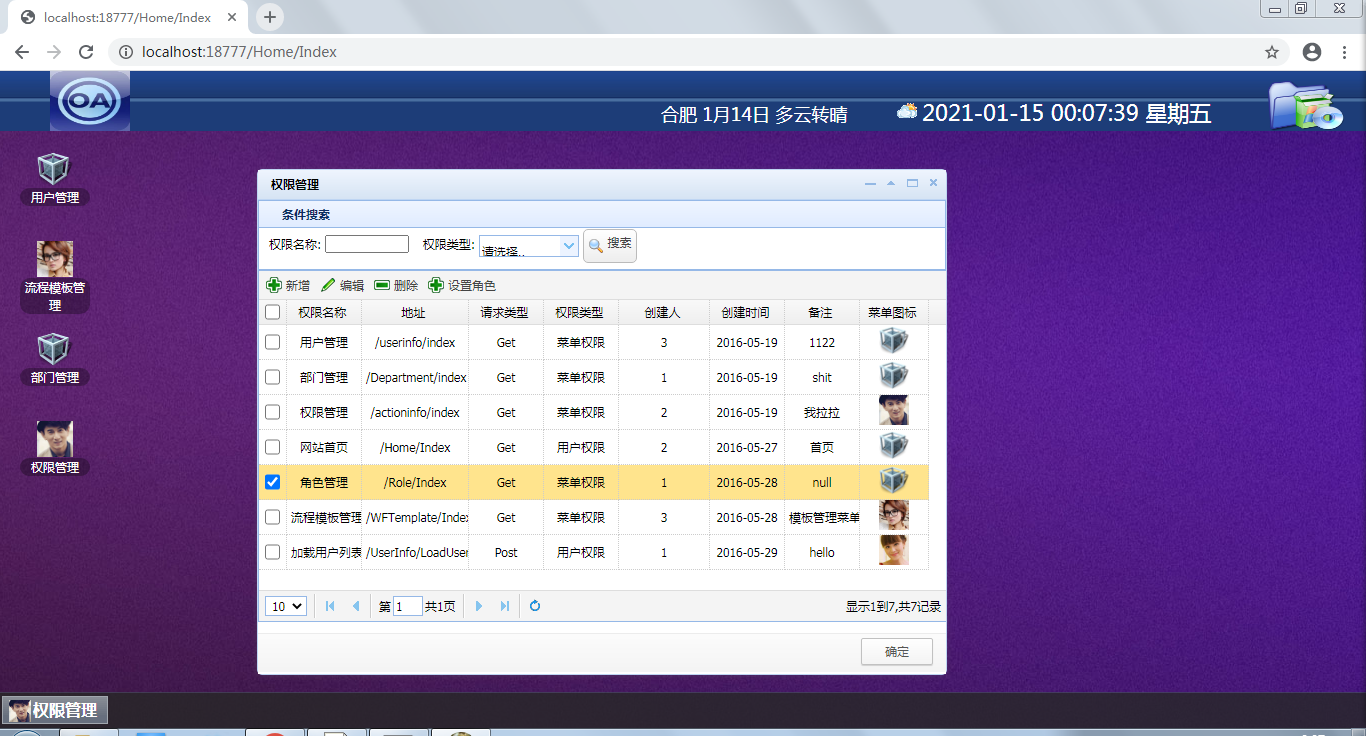 localhost:18777/Home/Index
localhost:18777/Home/Index
OA
合肥 1月14日 多云转晴
2021-01-15 00:07:39 星期五
用户管理
流程模板管
理
部门管理
权限管理
权限管理
条件搜索
权限名称: 权限类型: 请选择.. 搜索
新增 编辑 删除 设置角色
权限名称 地址 请求类型 权限类型 创建人 创建时间 备注 菜单图标
用户管理 /userinfo/index Get 菜单权限 3 2016-05-19 1122
部门管理 /Department/index Get 菜单权限 1 2016-05-19 shit
权限管理 /actioninfo/index Get 菜单权限 2 2016-05-19 我拉拉
网站首页 /Home/Index Get 用户权限 2 2016-05-27 首页
角色管理 /Role/Index Get 菜单权限 1 2016-05-28 null
流程模板管理 /WFTemplate/Index Get 菜单权限 3 2016-05-28 模板管理菜单
加载用户列表 /UserInfo/LoadUser Post 用户权限 1 2016-05-29 hello
10 第 1 共1页 显示1到7,共7记录
确定
权限管理